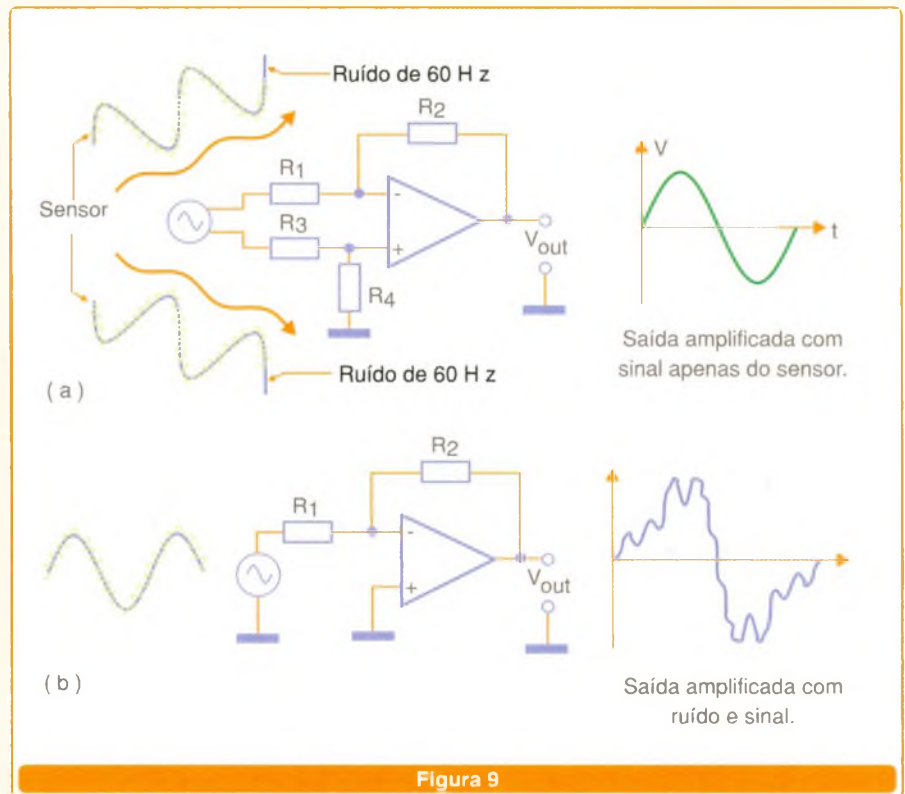 Ruído de 60 H z
R2
R1
-
V
Sensor
R3
+
t
Vout
R4
Saída amplificada com
sinal apenas do sensor.
Ruído de 60 H z
( a )
R2
R1
-
+
Vout
( b )
Saída amplificada com
ruído e sinal.
Figura 9